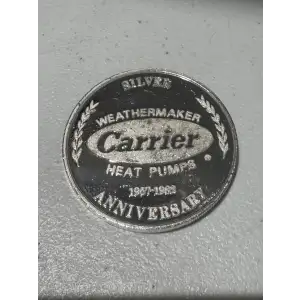 SILVER
WEATHERMAKER
Carrier
®
HEAT PUMPS
1957-1982
ANNIVERSARY